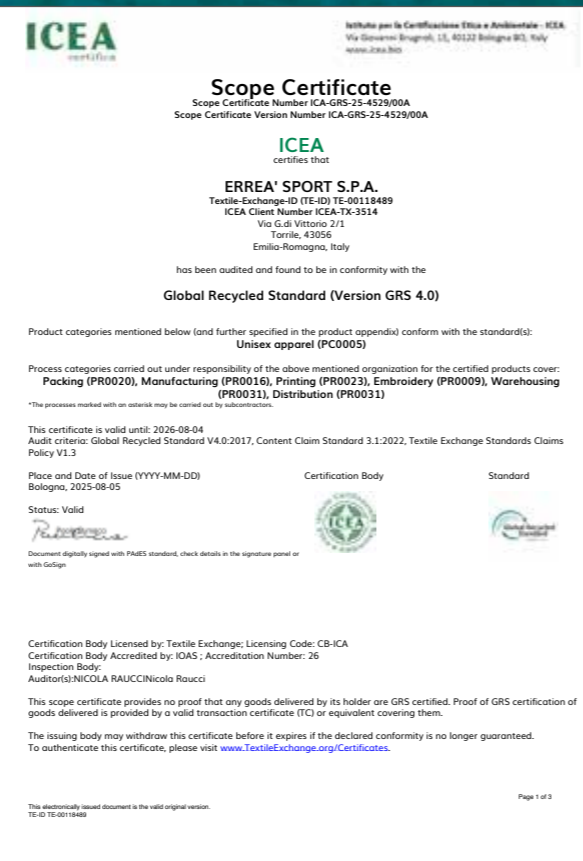 ICEA
certifica
Istituto per la Certificazione Etica e Ambientale - ICEA
Via Giovanni Brugnoli, 15, 40122 Bologna BO, Italy
www.icea.bio
Scope Certificate
Scope Certificate Number ICA-GRS-25-4529/00A
Scope Certificate Version Number ICA-GRS-25-4529/00A
ICEA
certifies that
ERREA' SPORT S.P.A.
Textile-Exchange-ID (TE-ID) TE-00118489
ICEA Client Number ICEA-TX-3514
Via G.di Vittorio 2/1
Torrile, 43056
Emilia-Romagna, Italy
has been audited and found to be in conformity with the
Global Recycled Standard (Version GRS 4.0)
Product categories mentioned below (and further specified in the product appendix) conform with the standard(s):
Unisex apparel (PC0005)
Process categories carried out under responsibility of the above mentioned organization for the certified products cover:
Packing (PR0020), Manufacturing (PR0016), Printing (PR0023), Embroidery (PR0009), Warehousing
(PR0031), Distribution (PR0031)
*The processes marked with an asterisk may be carried out by subcontractors.
This certificate is valid until: 2026-08-04
Audit criteria: Global Recycled Standard V4.0:2017, Content Claim Standard 3.1:2022, Textile Exchange Standards Claims
Policy V1.3
Place and Date of Issue (YYYY-MM-DD)
Bologna, 2025-08-05
Certification Body
Standard
Status: Valid
ICEA
Global Recycled
Standard
Document digitally signed with PAdES standard, check details in the signature panel or
with GoSign
Certification Body Licensed by: Textile Exchange; Licensing Code: CB-ICA
Certification Body Accredited by: IOAS ; Accreditation Number: 26
Inspection Body:
Auditor(s):NICOLA RAUCCINicola Raucci
This scope certificate provides no proof that any goods delivered by its holder are GRS certified. Proof of GRS certification of
goods delivered is provided by a valid transaction certificate (TC) or equivalent covering them.
The issuing body may withdraw this certificate before it expires if the declared conformity is no longer guaranteed.
To authenticate this certificate, please visit www.TextileExchange.org/Certificates.
Page 1 of 3
This electronically issued document is the valid original version.
TE-ID TE-00118489